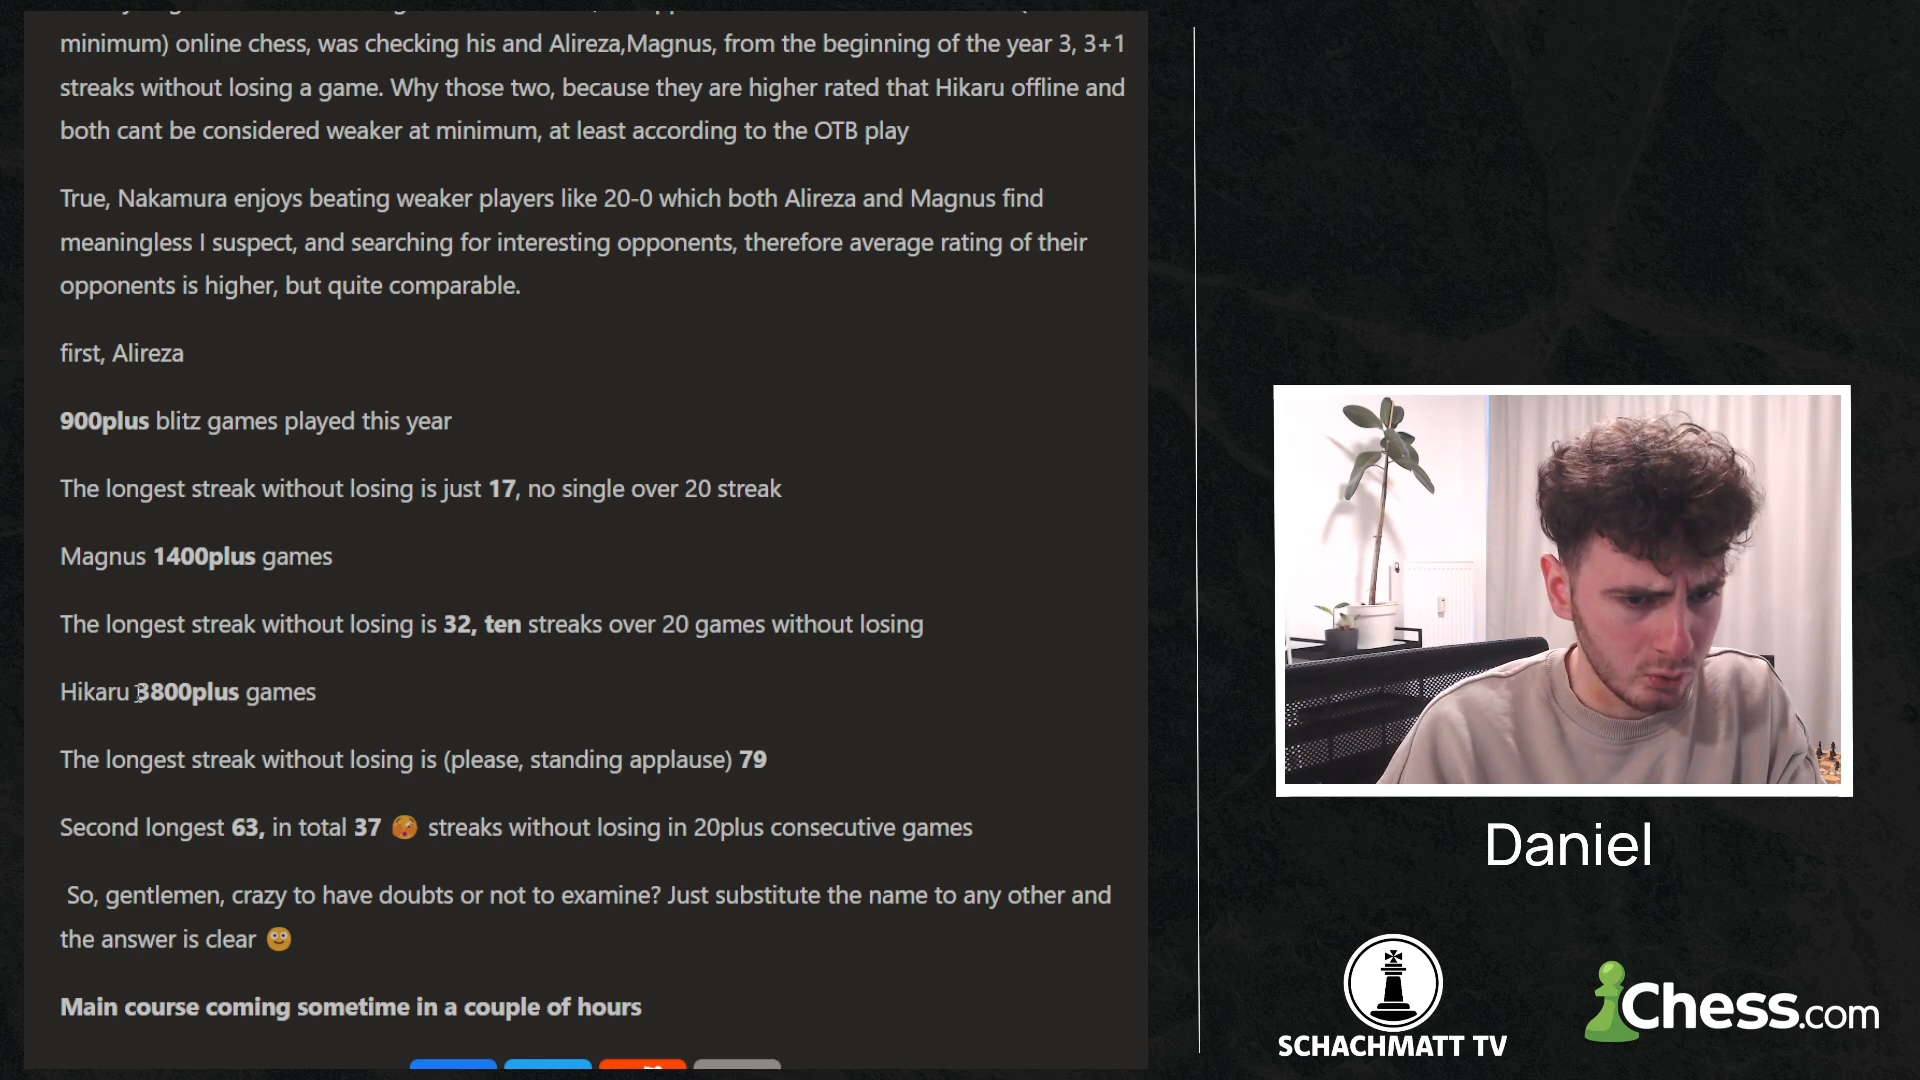 minimum) online chess, was checking his and Alireza,Magnus, from the beginning of the year 3, 3+1
streaks without losing a game. Why those two, because they are higher rated that Hikaru offline and
both cant be considered weaker at minimum, at least according to the OTB play
True, Nakamura enjoys beating weaker players like 20-0 which both Alireza and Magnus find
meaningless I suspect, and searching for interesting opponents, therefore average rating of their
opponents is higher, but quite comparable.
first, Alireza
900plus blitz games played this year
The longest streak without losing is just 17, no single over 20 streak
Magnus 1400plus games
The longest streak without losing is 32, ten streaks over 20 games without losing
Hikaru 3800plus games
The longest streak without losing is (please, standing applause) 79
Second longest 63, in total 37 🥵 streaks without losing in 20plus consecutive games
So, gentlemen, crazy to have doubts or not to examine? Just substitute the name to any other and
the answer is clear 🙂
Main course coming sometime in a couple of hours
Daniel
SCHACHMATT TV
Chess.com